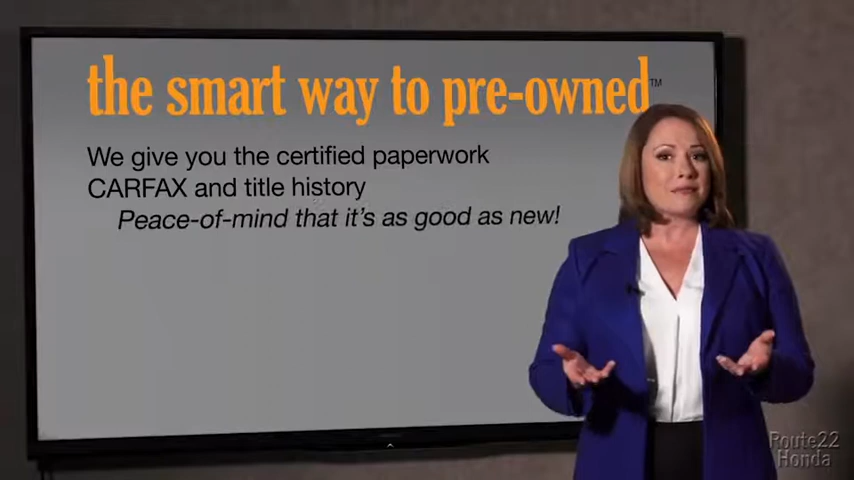 the smart way to pre-owned™
We give you the certified paperwork
CARFAX and title history
Peace-of-mind that it's as good as new!
Route22
Honda